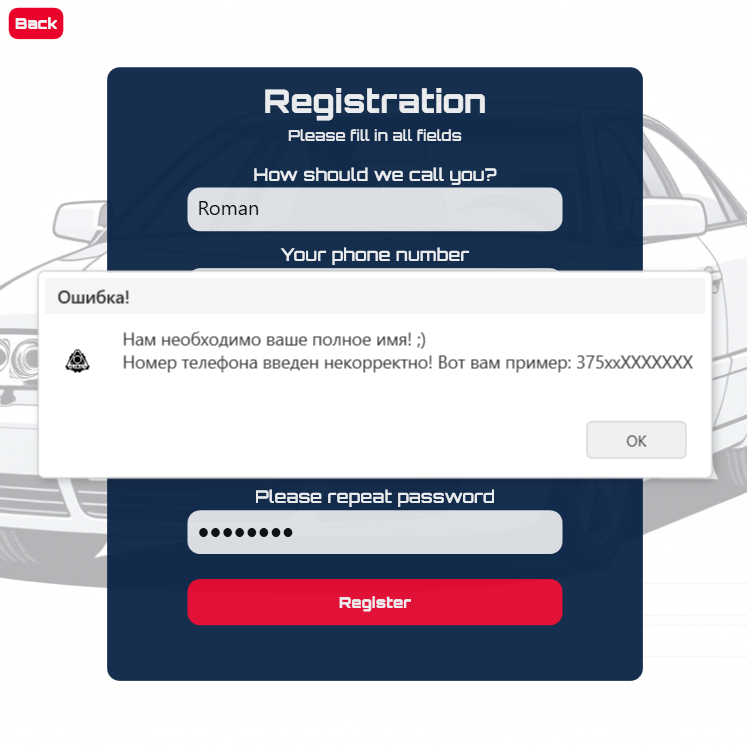 Back
Registration
Please fill in all fields
How should we call you?
Roman
Your phone number
Ошибка!
Нам необходимо ваше полное имя! ;)
Номер телефона введен некорректно! Вот вам пример: 375xxXXXXXXX
OK
Please repeat password
●●●●●●●●
Register